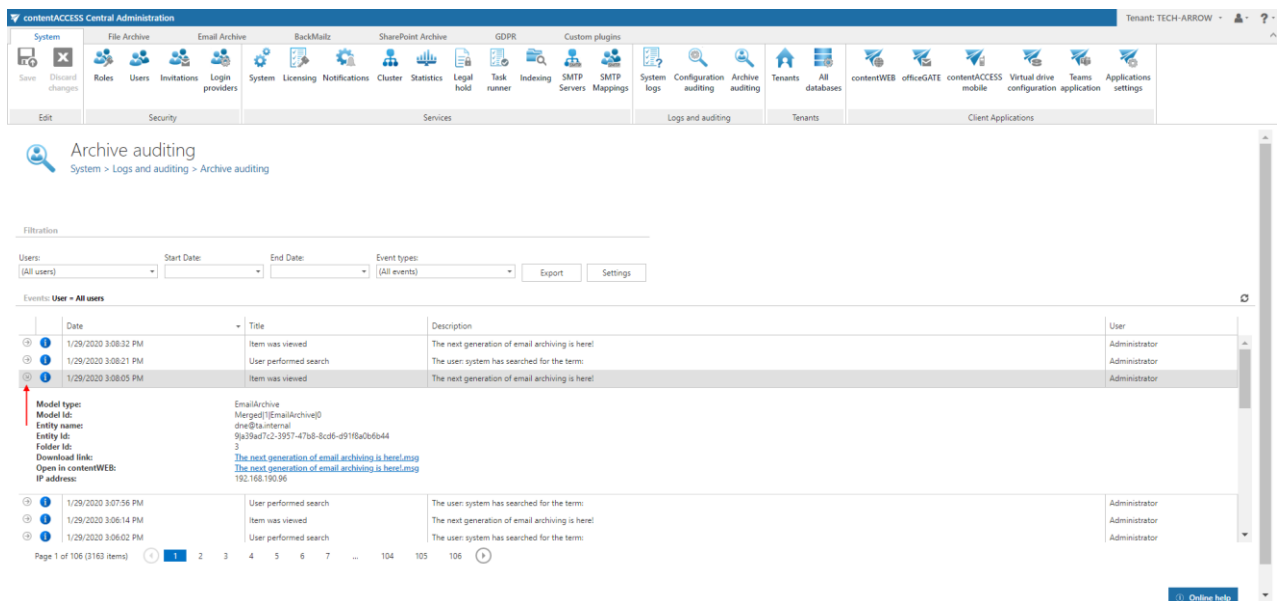 contentACCESS Central Administration
Tenant: TECH-ARROW
System File Archive Email Archive BackMailz SharePoint Archive GDPR Custom plugins
Save Discard changes Roles Users Invitations Login providers System Licensing Notifications Cluster Statistics Legal hold Task runner Indexing SMTP Servers SMTP Mappings System logs Configuration auditing Archive auditing Tenants All databases contentWEB officeGATE contentACCESS mobile Virtual drive configuration Teams application Applications settings
Edit Security Services Logs and auditing Tenants Client Applications
Archive auditing
System > Logs and auditing > Archive auditing
Filtration
Users: Start Date: End Date: Event types:
(All users) (All events) Export Settings
Events: User = All users
Date Title Description User
1/29/2020 3:08:32 PM Item was viewed The next generation of email archiving is here! Administrator
1/29/2020 3:08:21 PM User performed search The user: system has searched for the term: Administrator
1/29/2020 3:08:05 PM Item was viewed The next generation of email archiving is here! Administrator
Model type: EmailArchive
Model Id: Merged|1|EmailArchive|0
Entity name: dne@ta.internal
Entity Id: 9|a39ad7c2-3957-47b8-8cd6-d91f8a0b6b44
Folder Id: 3
Download link: The next generation of email archiving is here!.msg
Open in contentWEB: The next generation of email archiving is here!.msg
IP address: 192.168.190.96
1/29/2020 3:07:56 PM User performed search The user: system has searched for the term: Administrator
1/29/2020 3:06:14 PM Item was viewed The next generation of email archiving is here! Administrator
1/29/2020 3:06:02 PM User performed search The user: system has searched for the term: Administrator
Page 1 of 106 (3163 items) 1 2 3 4 5 6 7 ... 104 105 106
Online help